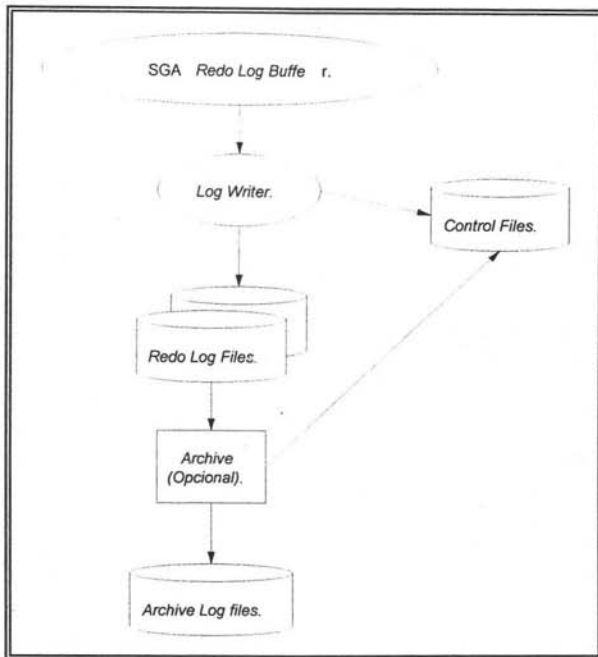 SGA Redo Log Buffe r.
Log Writer.
Control Files.
Redo Log Files.
Archive
(Opcional).
Archive Log files.